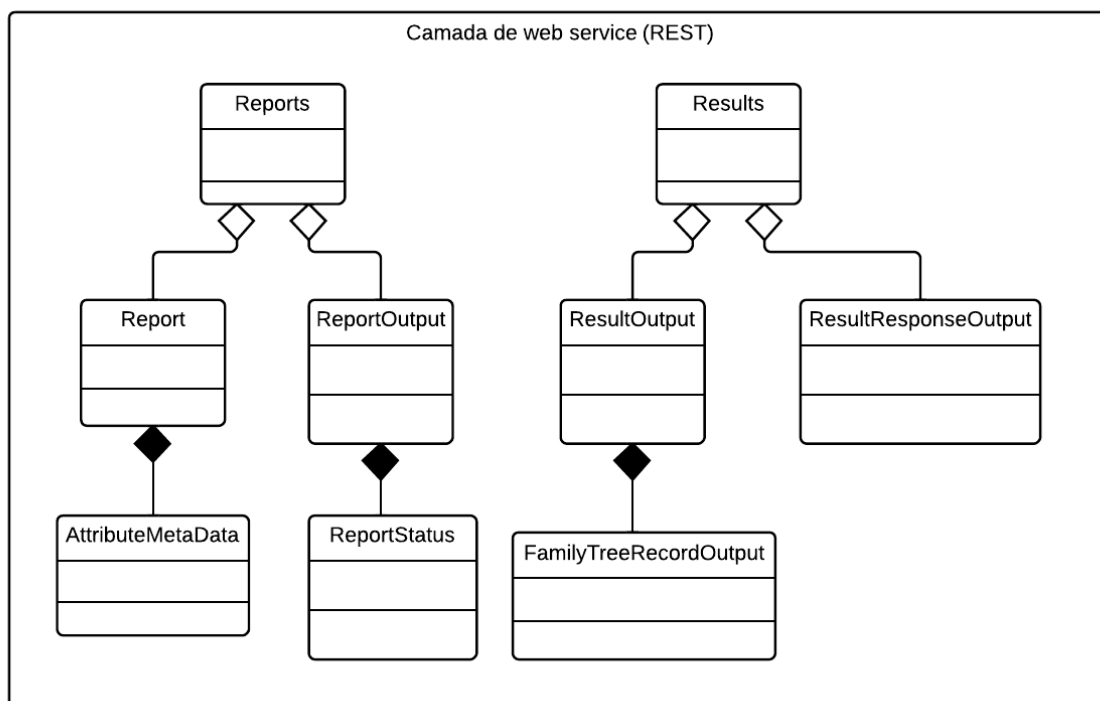 Camada de web service (REST)
Reports
Results
Report
ReportOutput
ResultOutput
ResultResponseOutput
AttributeMetaData
ReportStatus
FamilyTreeRecordOutput